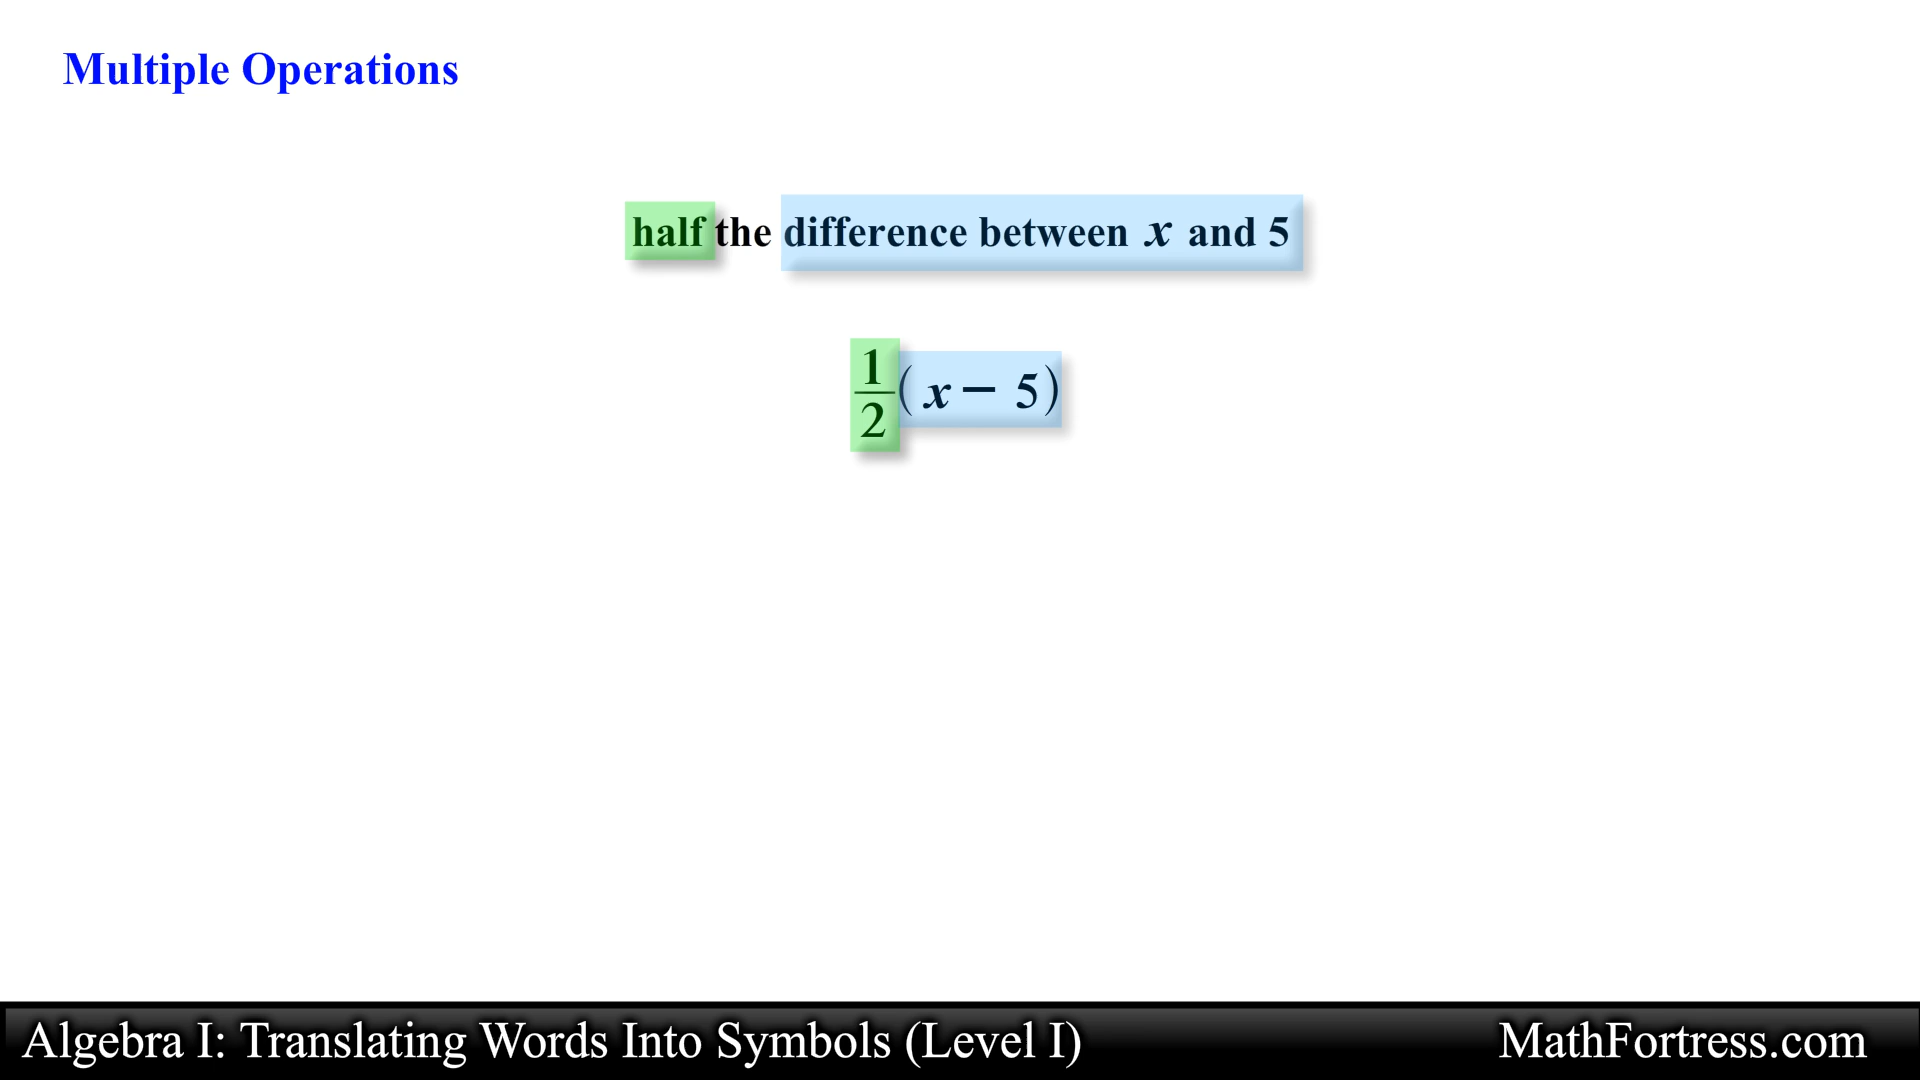 Multiple Operations
half the difference between x and 5
1/2(x − 5)
Algebra I: Translating Words Into Symbols (Level I) MathFortress.com